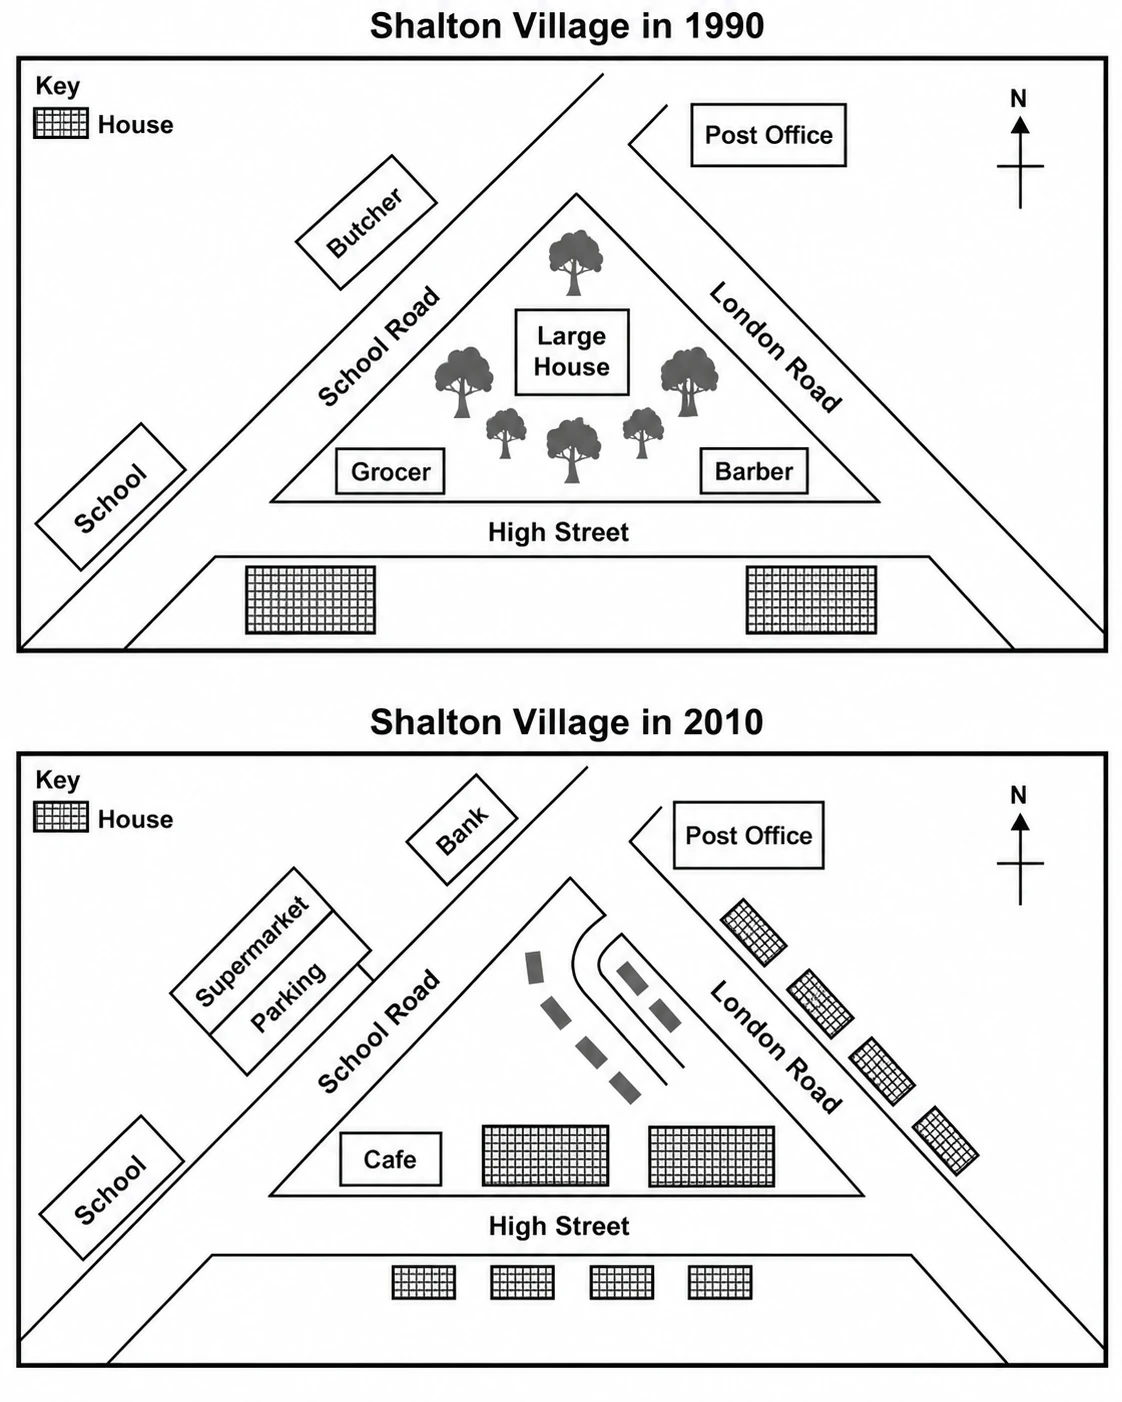 Shalton Village in 1990
Key
House
N
Post Office
Butcher
School Road
London Road
Large
House
School
Grocer
Barber
High Street
Shalton Village in 2010
Key
House
N
Bank
Post Office
Supermarket
Parking
School Road
London Road
School
Cafe
High Street